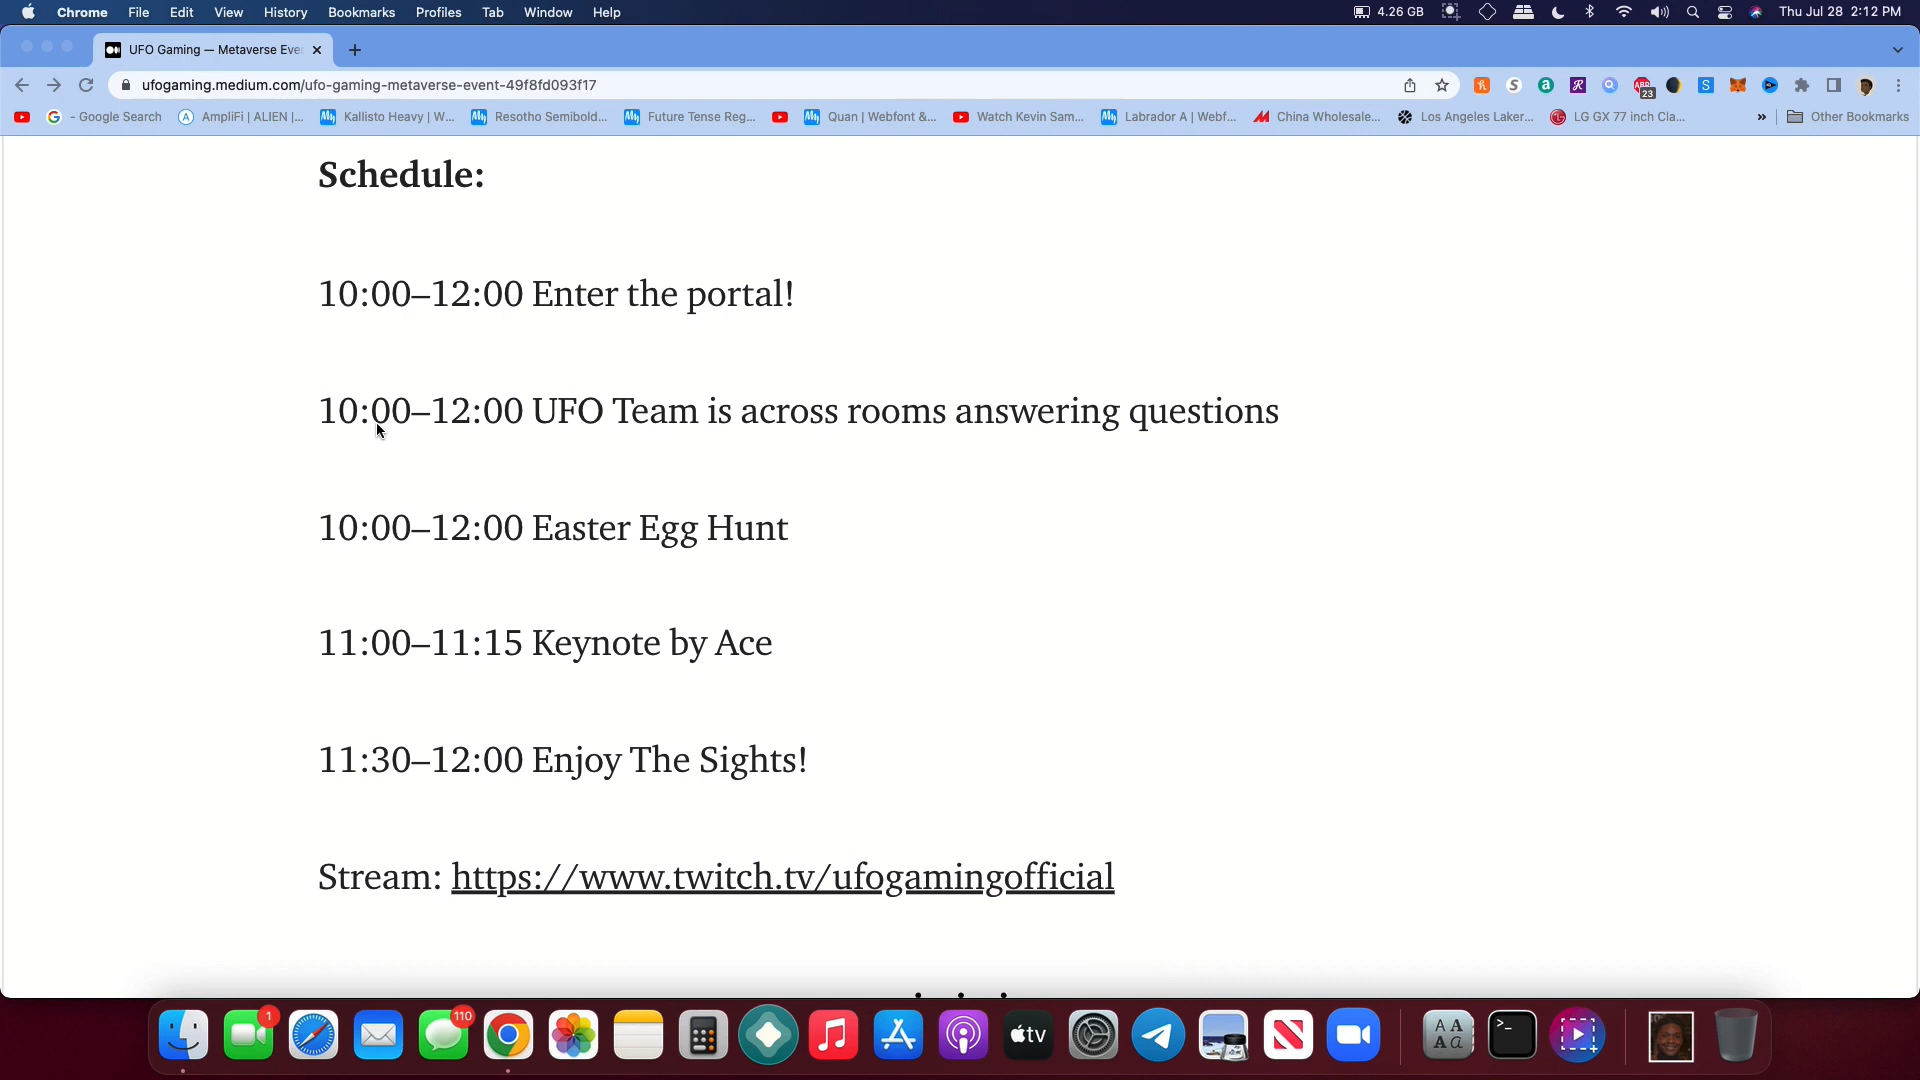 Chrome File Edit View History Bookmarks Profiles Tab Window Help 4.26 GB Thu Jul 28 2:12 PM
UFO Gaming — Metaverse Eve
ufogaming.medium.com/ufo-gaming-metaverse-event-49f8fd093f17 23
- Google Search AmpliFi | ALIEN |... Kallisto Heavy | W... Resotho Semibold... Future Tense Reg... Quan | Webfont &... Watch Kevin Sam... Labrador A | Webf... China Wholesale... Los Angeles Laker... LG GX 77 inch Cla... » Other Bookmarks
Schedule:
10:00–12:00 Enter the portal!
10:00–12:00 UFO Team is across rooms answering questions
10:00–12:00 Easter Egg Hunt
11:00–11:15 Keynote by Ace
11:30–12:00 Enjoy The Sights!
Stream: https://www.twitch.tv/ufogamingofficial
. . .
1 110 tv